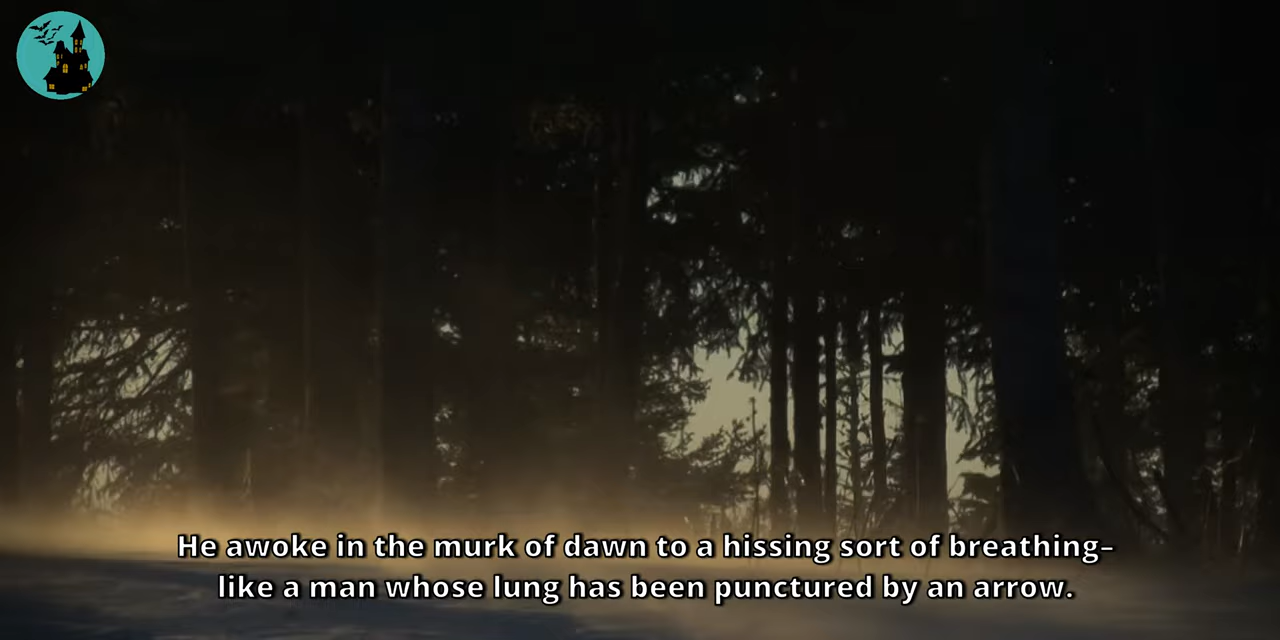 He awoke in the murk of dawn to a hissing sort of breathing–
like a man whose lung has been punctured by an arrow.